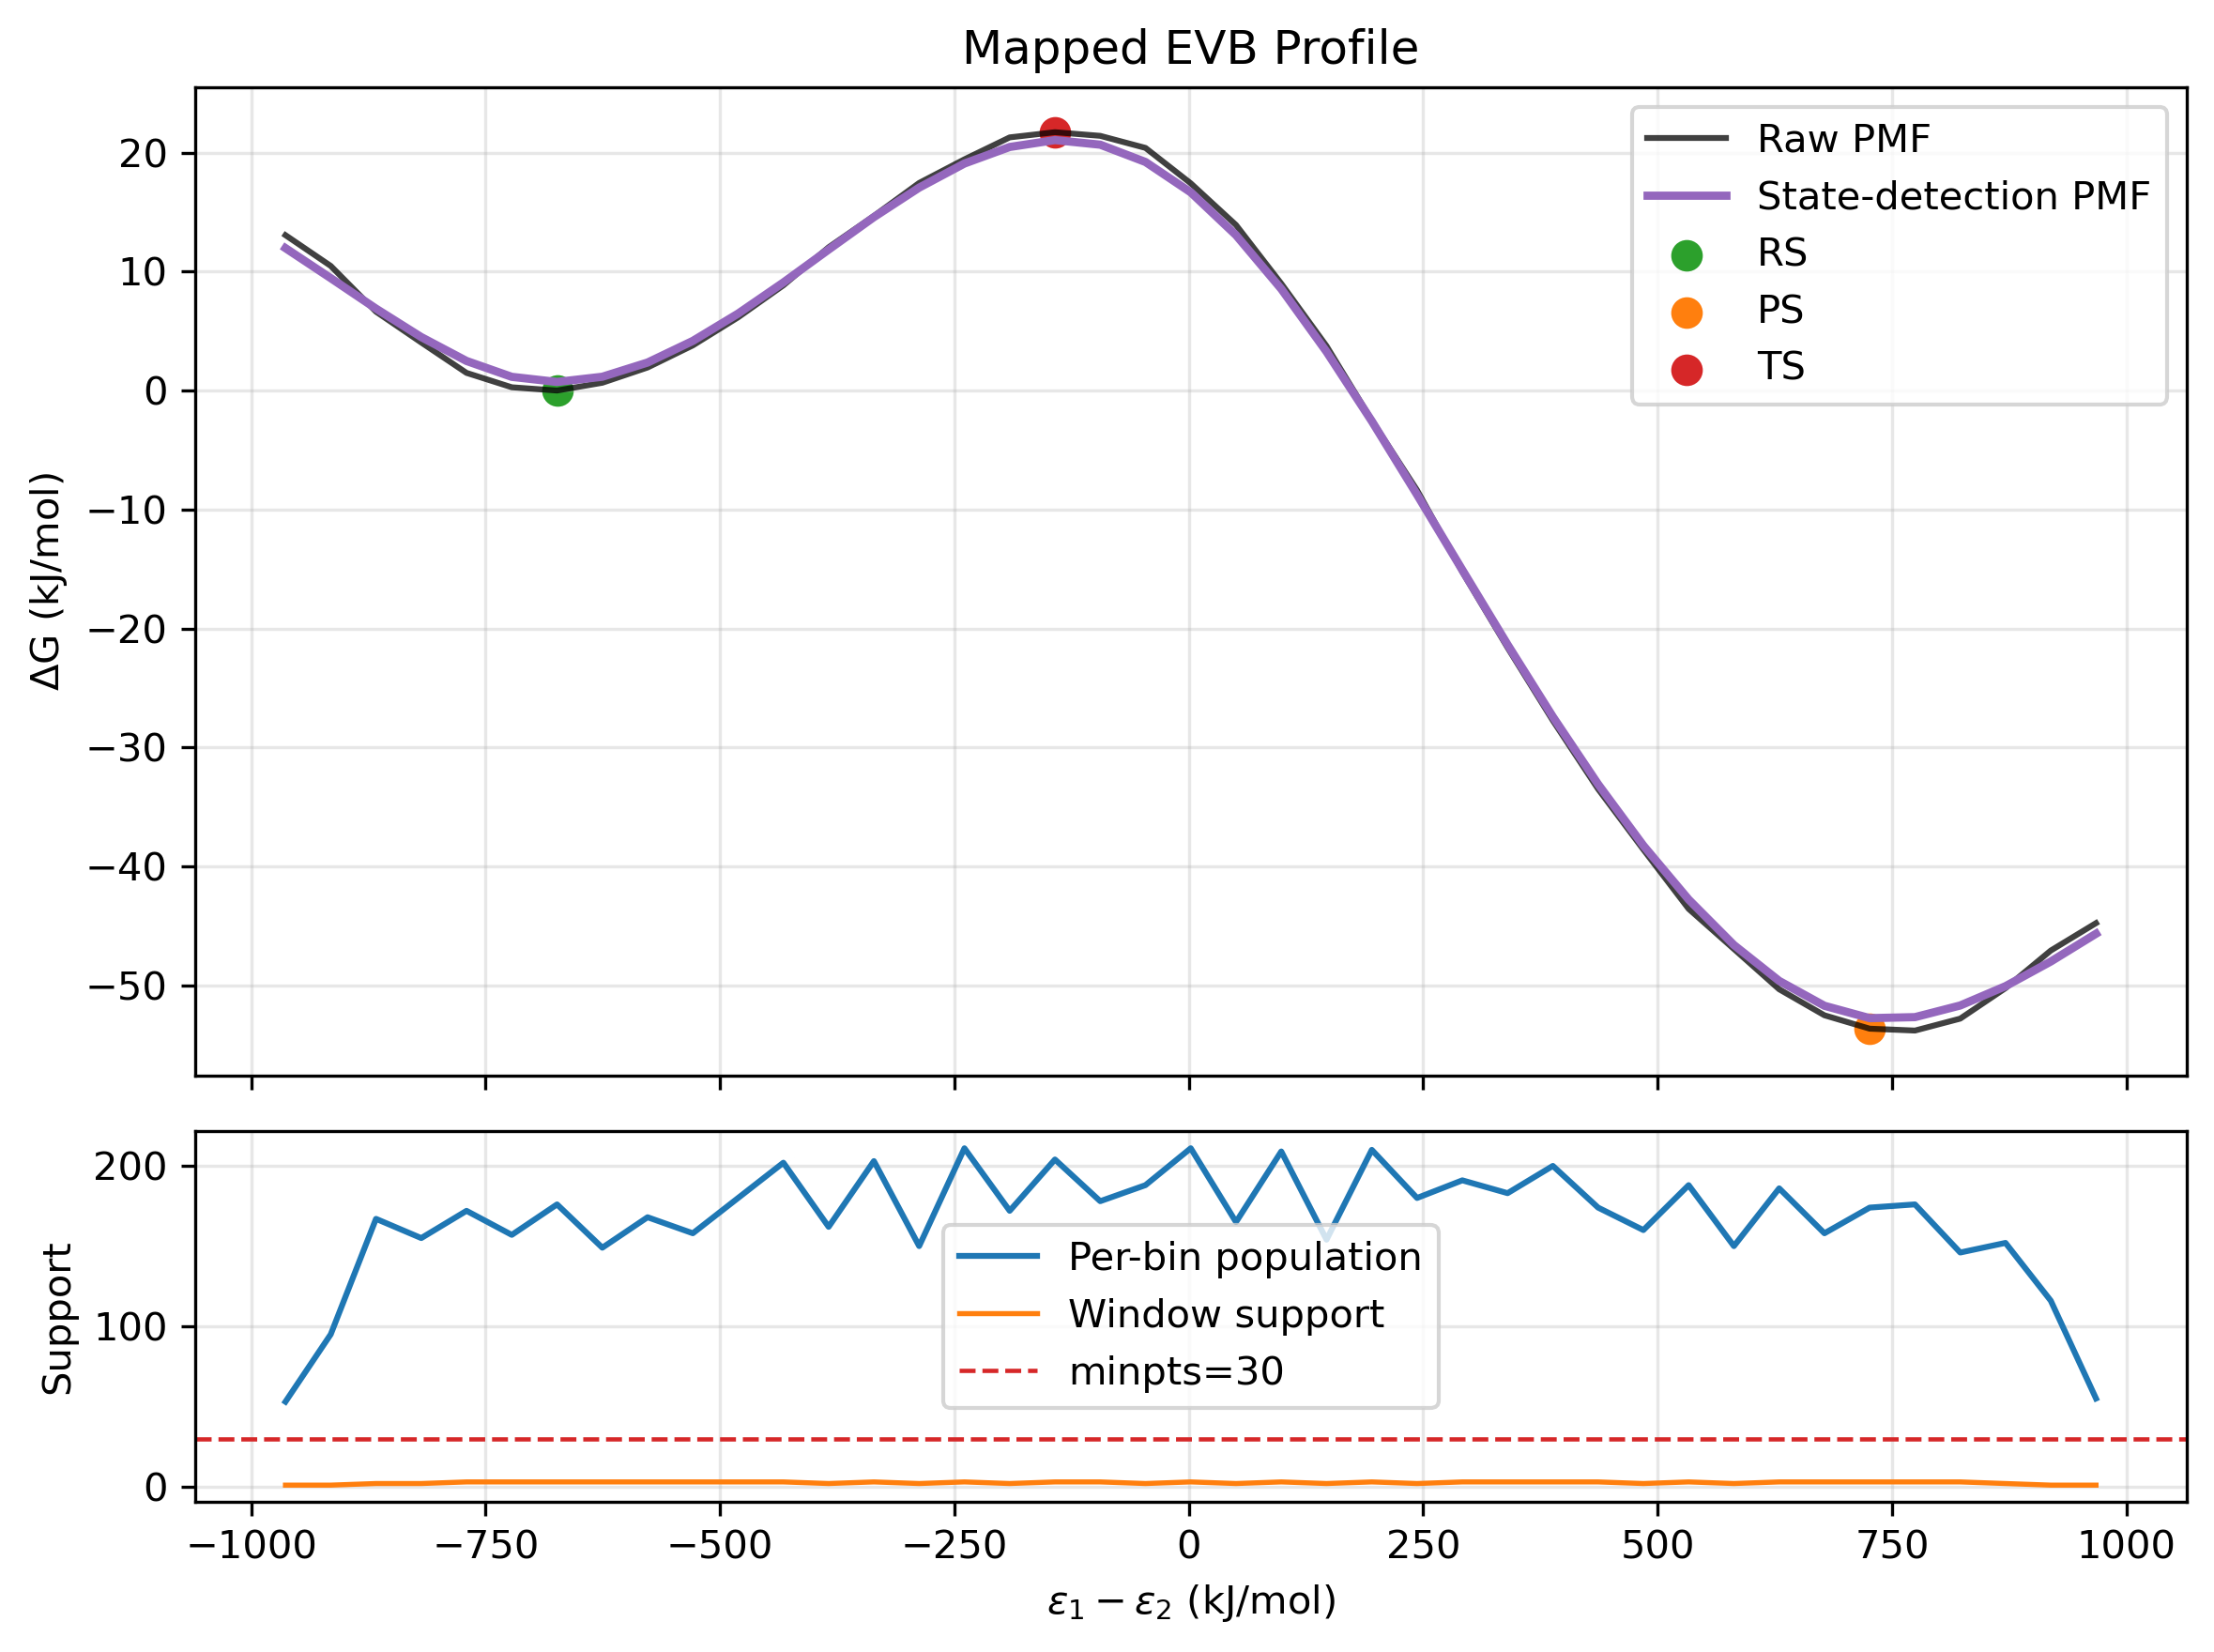 Mapped EVB Profile
ΔG (kJ/mol)
20
10
0
−10
−20
−30
−40
−50
Raw PMF
State-detection PMF
RS
PS
TS
Support
200
100
0
Per-bin population
Window support
minpts=30
−1000
−750
−500
−250
0
250
500
750
1000
ε₁ − ε₂ (kJ/mol)